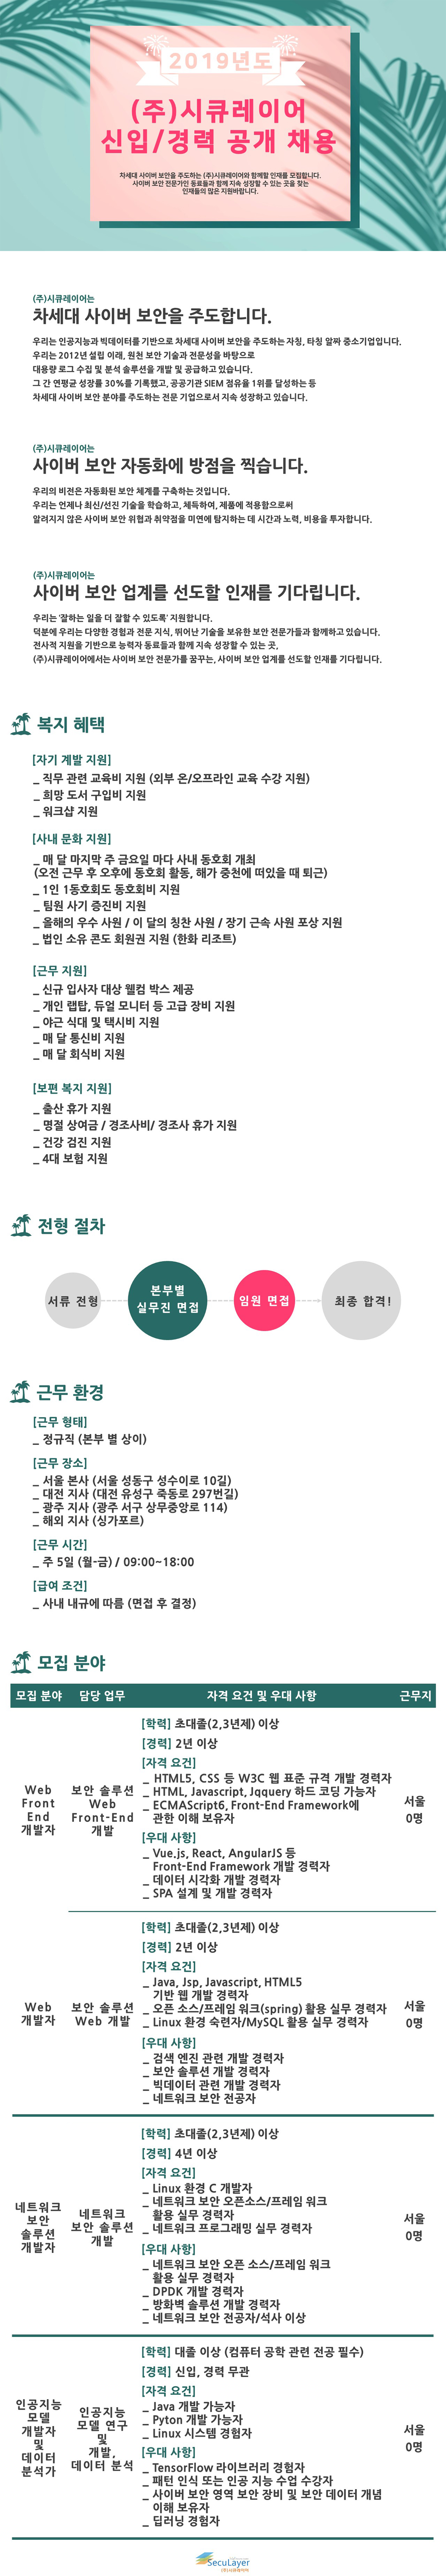 2019년도
(주)시큐레이어
신입/경력 공개 채용
차세대 사이버 보안을 주도하는 (주)시큐레이어와 함께할 인재를 모집합니다.
사이버 보안 전문가인 동료들과 함께 지속 성장할 수 있는 곳을 찾는
인재들의 많은 지원바랍니다.
(주)시큐레이어는
차세대 사이버 보안을 주도합니다.
우리는 인공지능과 빅데이터를 기반으로 차세대 사이버 보안을 주도하는 자칭, 타칭 알짜 중소기업입니다.
우리는 2012년 설립 이래, 원천 보안 기술과 전문성을 바탕으로
대용량 로그 수집 및 분석 솔루션을 개발 및 공급하고 있습니다.
그 간 연평균 성장률 30%를 기록했고, 공공기관 SIEM 점유율 1위를 달성하는 등
차세대 사이버 보안 분야를 주도하는 전문 기업으로서 지속 성장하고 있습니다.
(주)시큐레이어는
사이버 보안 자동화에 방점을 찍습니다.
우리의 비전은 자동화된 보안 체계를 구축하는 것입니다.
우리는 언제나 최신/선진 기술을 학습하고, 체득하여, 제품에 적용함으로써
알려지지 않은 사이버 보안 위협과 취약점을 미연에 탐지하는 데 시간과 노력, 비용을 투자합니다.
(주)시큐레이어는
사이버 보안 업계를 선도할 인재를 기다립니다.
우리는 '잘하는 일을 더 잘할 수 있도록' 지원합니다.
덕분에 우리는 다양한 경험과 전문 지식, 뛰어난 기술을 보유한 보안 전문가들과 함께하고 있습니다.
전사적 지원을 기반으로 능력자 동료들과 함께 지속 성장할 수 있는 곳,
(주)시큐레이어에서는 사이버 보안 전문가를 꿈꾸는, 사이버 보안 업계를 선도할 인재를 기다립니다.
복지 혜택
[자기 계발 지원]
_ 직무 관련 교육비 지원 (외부 온/오프라인 교육 수강 지원)
_ 희망 도서 구입비 지원
_ 워크샵 지원
[사내 문화 지원]
_ 매 달 마지막 주 금요일 마다 사내 동호회 개최
(오전 근무 후 오후에 동호회 활동, 해가 중천에 떠있을 때 퇴근)
_ 1인 1동호회도 동호회비 지원
_ 팀원 사기 증진비 지원
_ 올해의 우수 사원 / 이 달의 칭찬 사원 / 장기 근속 사원 포상 지원
_ 법인 소유 콘도 회원권 지원 (한화 리조트)
[근무 지원]
_ 신규 입사자 대상 웰컴 박스 제공
_ 개인 랩탑, 듀얼 모니터 등 고급 장비 지원
_ 야근 식대 및 택시비 지원
_ 매 달 통신비 지원
_ 매 달 회식비 지원
[보편 복지 지원]
_ 출산 휴가 지원
_ 명절 상여금 / 경조사비/ 경조사 휴가 지원
_ 건강 검진 지원
_ 4대 보험 지원
전형 절차
서류 전형
본부별
실무진 면접
임원 면접
최종 합격!
근무 환경
[근무 형태]
_ 정규직 (본부 별 상이)
[근무 장소]
_ 서울 본사 (서울 성동구 성수이로 10길)
_ 대전 지사 (대전 유성구 죽동로 297번길)
_ 광주 지사 (광주 서구 상무중앙로 114)
_ 해외 지사 (싱가포르)
[근무 시간]
_ 주 5일 (월-금) / 09:00~18:00
[급여 조건]
_ 사내 내규에 따름 (면접 후 결정)
모집 분야
모집 분야 담당 업무 자격 요건 및 우대 사항 근무지
Web
Front
End
개발자
보안 솔루션
Web
Front-End
개발
[학력] 초대졸(2,3년제) 이상
[경력] 2년 이상
[자격 요건]
_ HTML5, CSS 등 W3C 웹 표준 규격 개발 경력자
_ HTML, Javascript, Jqquery 하드 코딩 가능자
_ ECMAScript6, Front-End Framework에
관한 이해 보유자
[우대 사항]
_ Vue.js, React, AngularJS 등
Front-End Framework 개발 경력자
_ 데이터 시각화 개발 경력자
_ SPA 설계 및 개발 경력자
서울
0명
Web
개발자
보안 솔루션
Web 개발
[학력] 초대졸(2,3년제) 이상
[경력] 2년 이상
[자격 요건]
_ Java, Jsp, Javascript, HTML5
기반 웹 개발 경력자
_ 오픈 소스/프레임 워크(spring) 활용 실무 경력자
_ Linux 환경 숙련자/MySQL 활용 실무 경력자
[우대 사항]
_ 검색 엔진 관련 개발 경력자
_ 보안 솔루션 개발 경력자
_ 빅데이터 관련 개발 경력자
_ 네트워크 보안 전공자
서울
0명
네트워크
보안
솔루션
개발자
네트워크
보안 솔루션
개발
[학력] 초대졸(2,3년제) 이상
[경력] 4년 이상
[자격 요건]
_ Linux 환경 C 개발자
_ 네트워크 보안 오픈소스/프레임 워크
활용 실무 경력자
_ 네트워크 프로그래밍 실무 경력자
[우대 사항]
_ 네트워크 보안 오픈 소스/프레임 워크
활용 실무 경력자
_ DPDK 개발 경력자
_ 방화벽 솔루션 개발 경력자
_ 네트워크 보안 전공자/석사 이상
서울
0명
인공지능
모델
개발자
및
데이터
분석가
인공지능
모델 연구
및
개발,
데이터 분석
[학력] 대졸 이상 (컴퓨터 공학 관련 전공 필수)
[경력] 신입, 경력 무관
[자격 요건]
_ Java 개발 가능자
_ Pyton 개발 가능자
_ Linux 시스템 경험자
[우대 사항]
_ TensorFlow 라이브러리 경험자
_ 패턴 인식 또는 인공 지능 수업 수강자
_ 사이버 보안 영역 보안 장비 및 보안 데이터 개념
이해 보유자
_ 딥러닝 경험자
서울
0명
SecuLayer
(주)시큐레이어